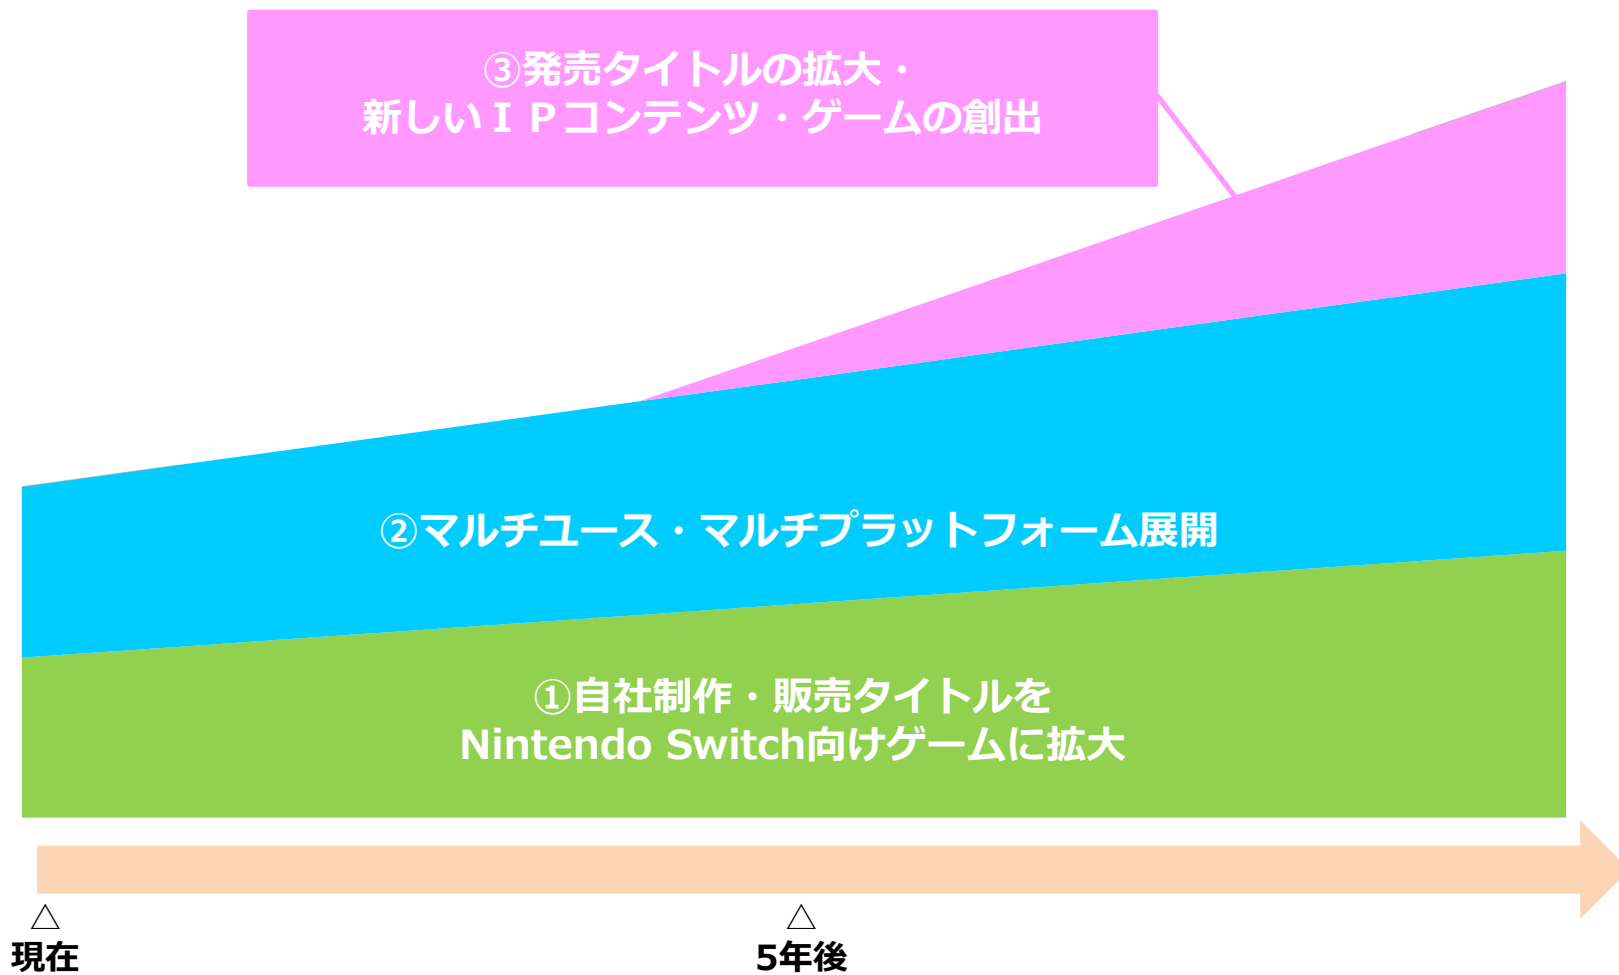 ③発売タイトルの拡大・
新しいＩＰコンテンツ・ゲームの創出
②マルチユース・マルチプラットフォーム展開
①自社制作・販売タイトルを
Nintendo Switch向けゲームに拡大
△
現在
△
5年後